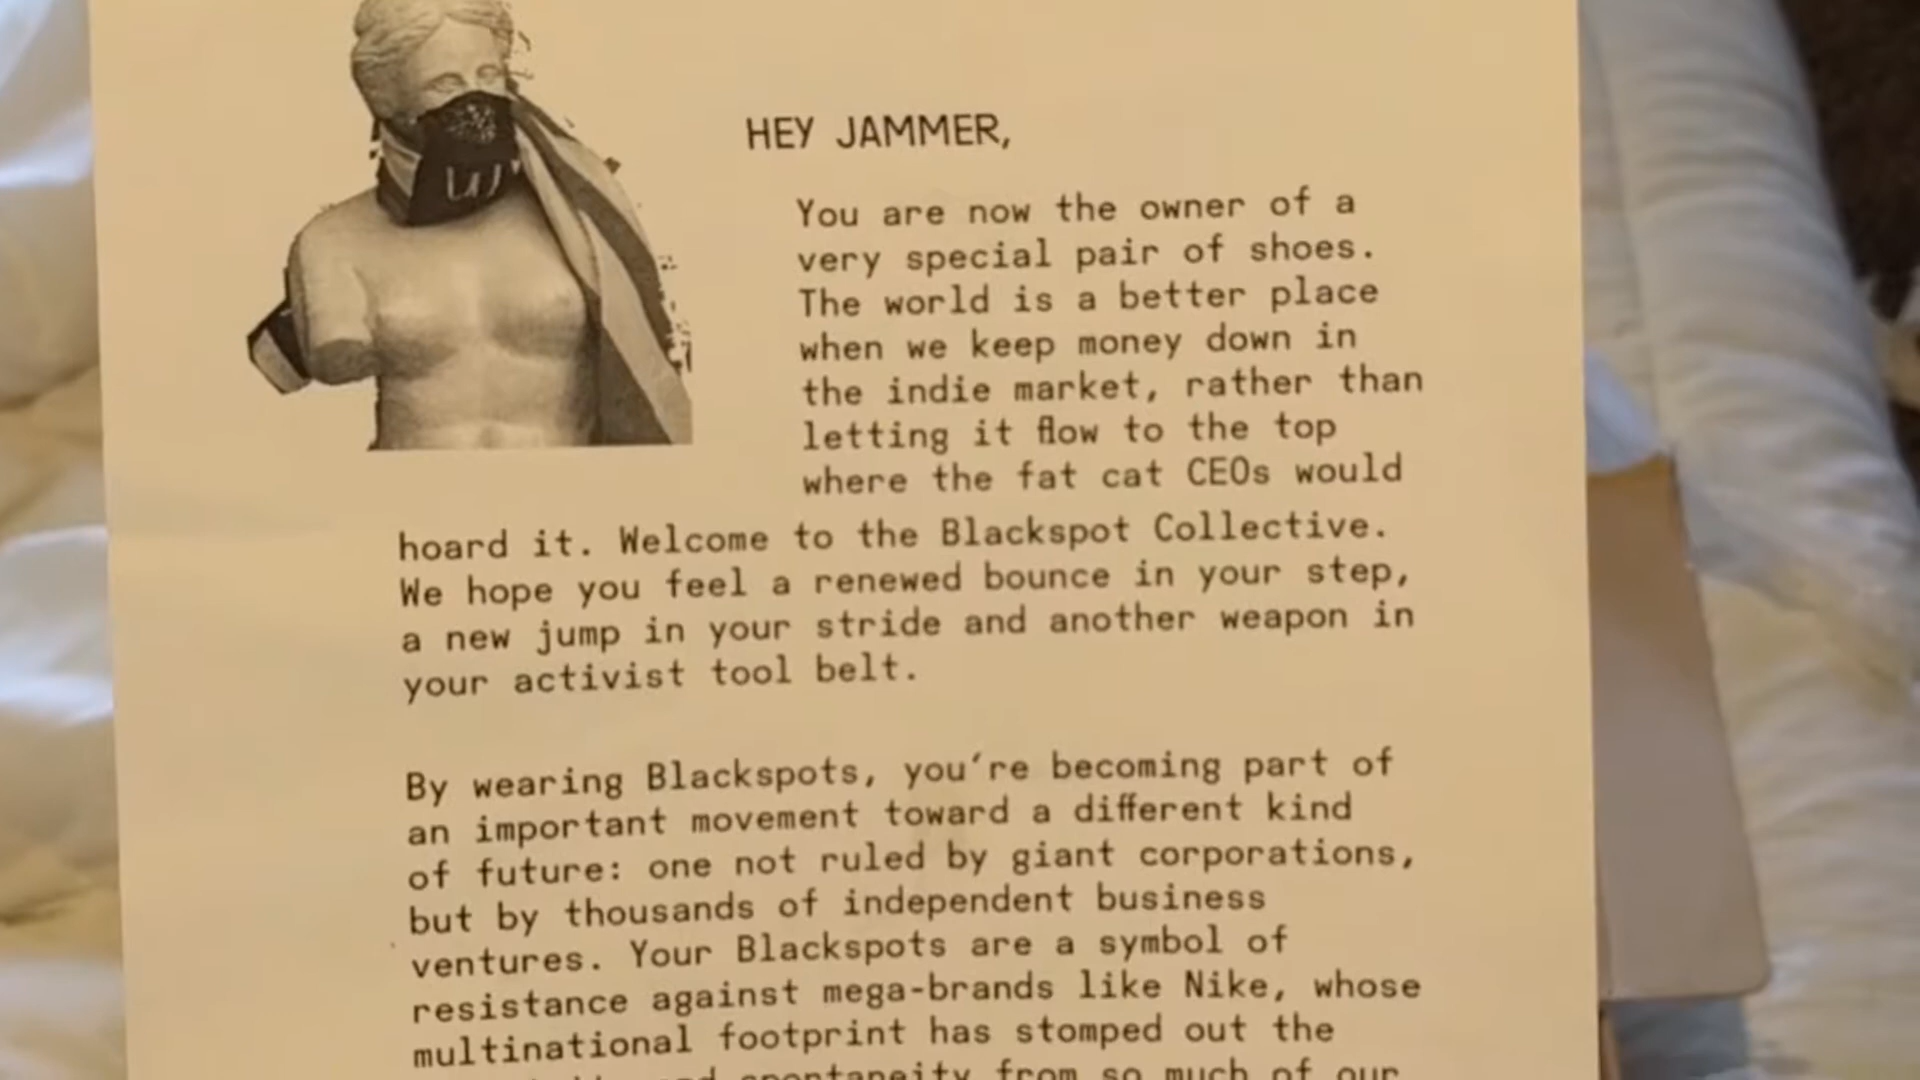 HEY JAMMER,
You are now the owner of a
very special pair of shoes.
The world is a better place
when we keep money down in
the indie market, rather than
letting it flow to the top
where the fat cat CEOs would
hoard it. Welcome to the Blackspot Collective.
We hope you feel a renewed bounce in your step,
a new jump in your stride and another weapon in
your activist tool belt.
By wearing Blackspots, you're becoming part of
an important movement toward a different kind
of future: one not ruled by giant corporations,
but by thousands of independent business
ventures. Your Blackspots are a symbol of
resistance against mega-brands like Nike, whose
multinational footprint has stomped out the
spontaneity from so much of our